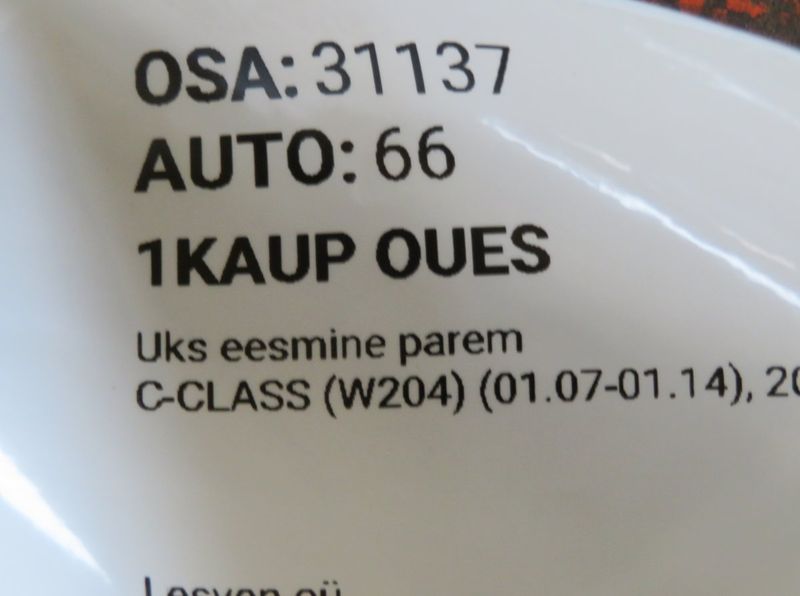 OSA: 31137
AUTO: 66
1KAUP OUES
Uks eesmine parem
C-CLASS (W204) (01.07-01.14),